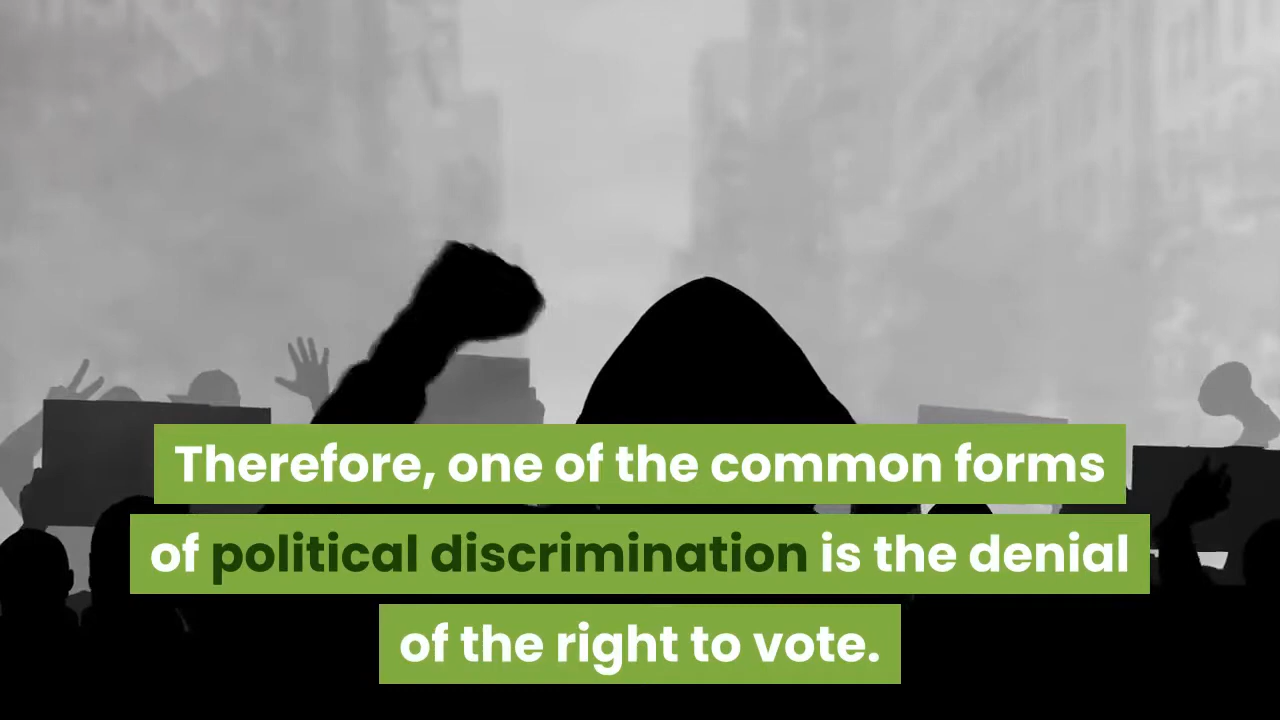 Therefore, one of the common forms
of political discrimination is the denial
of the right to vote.